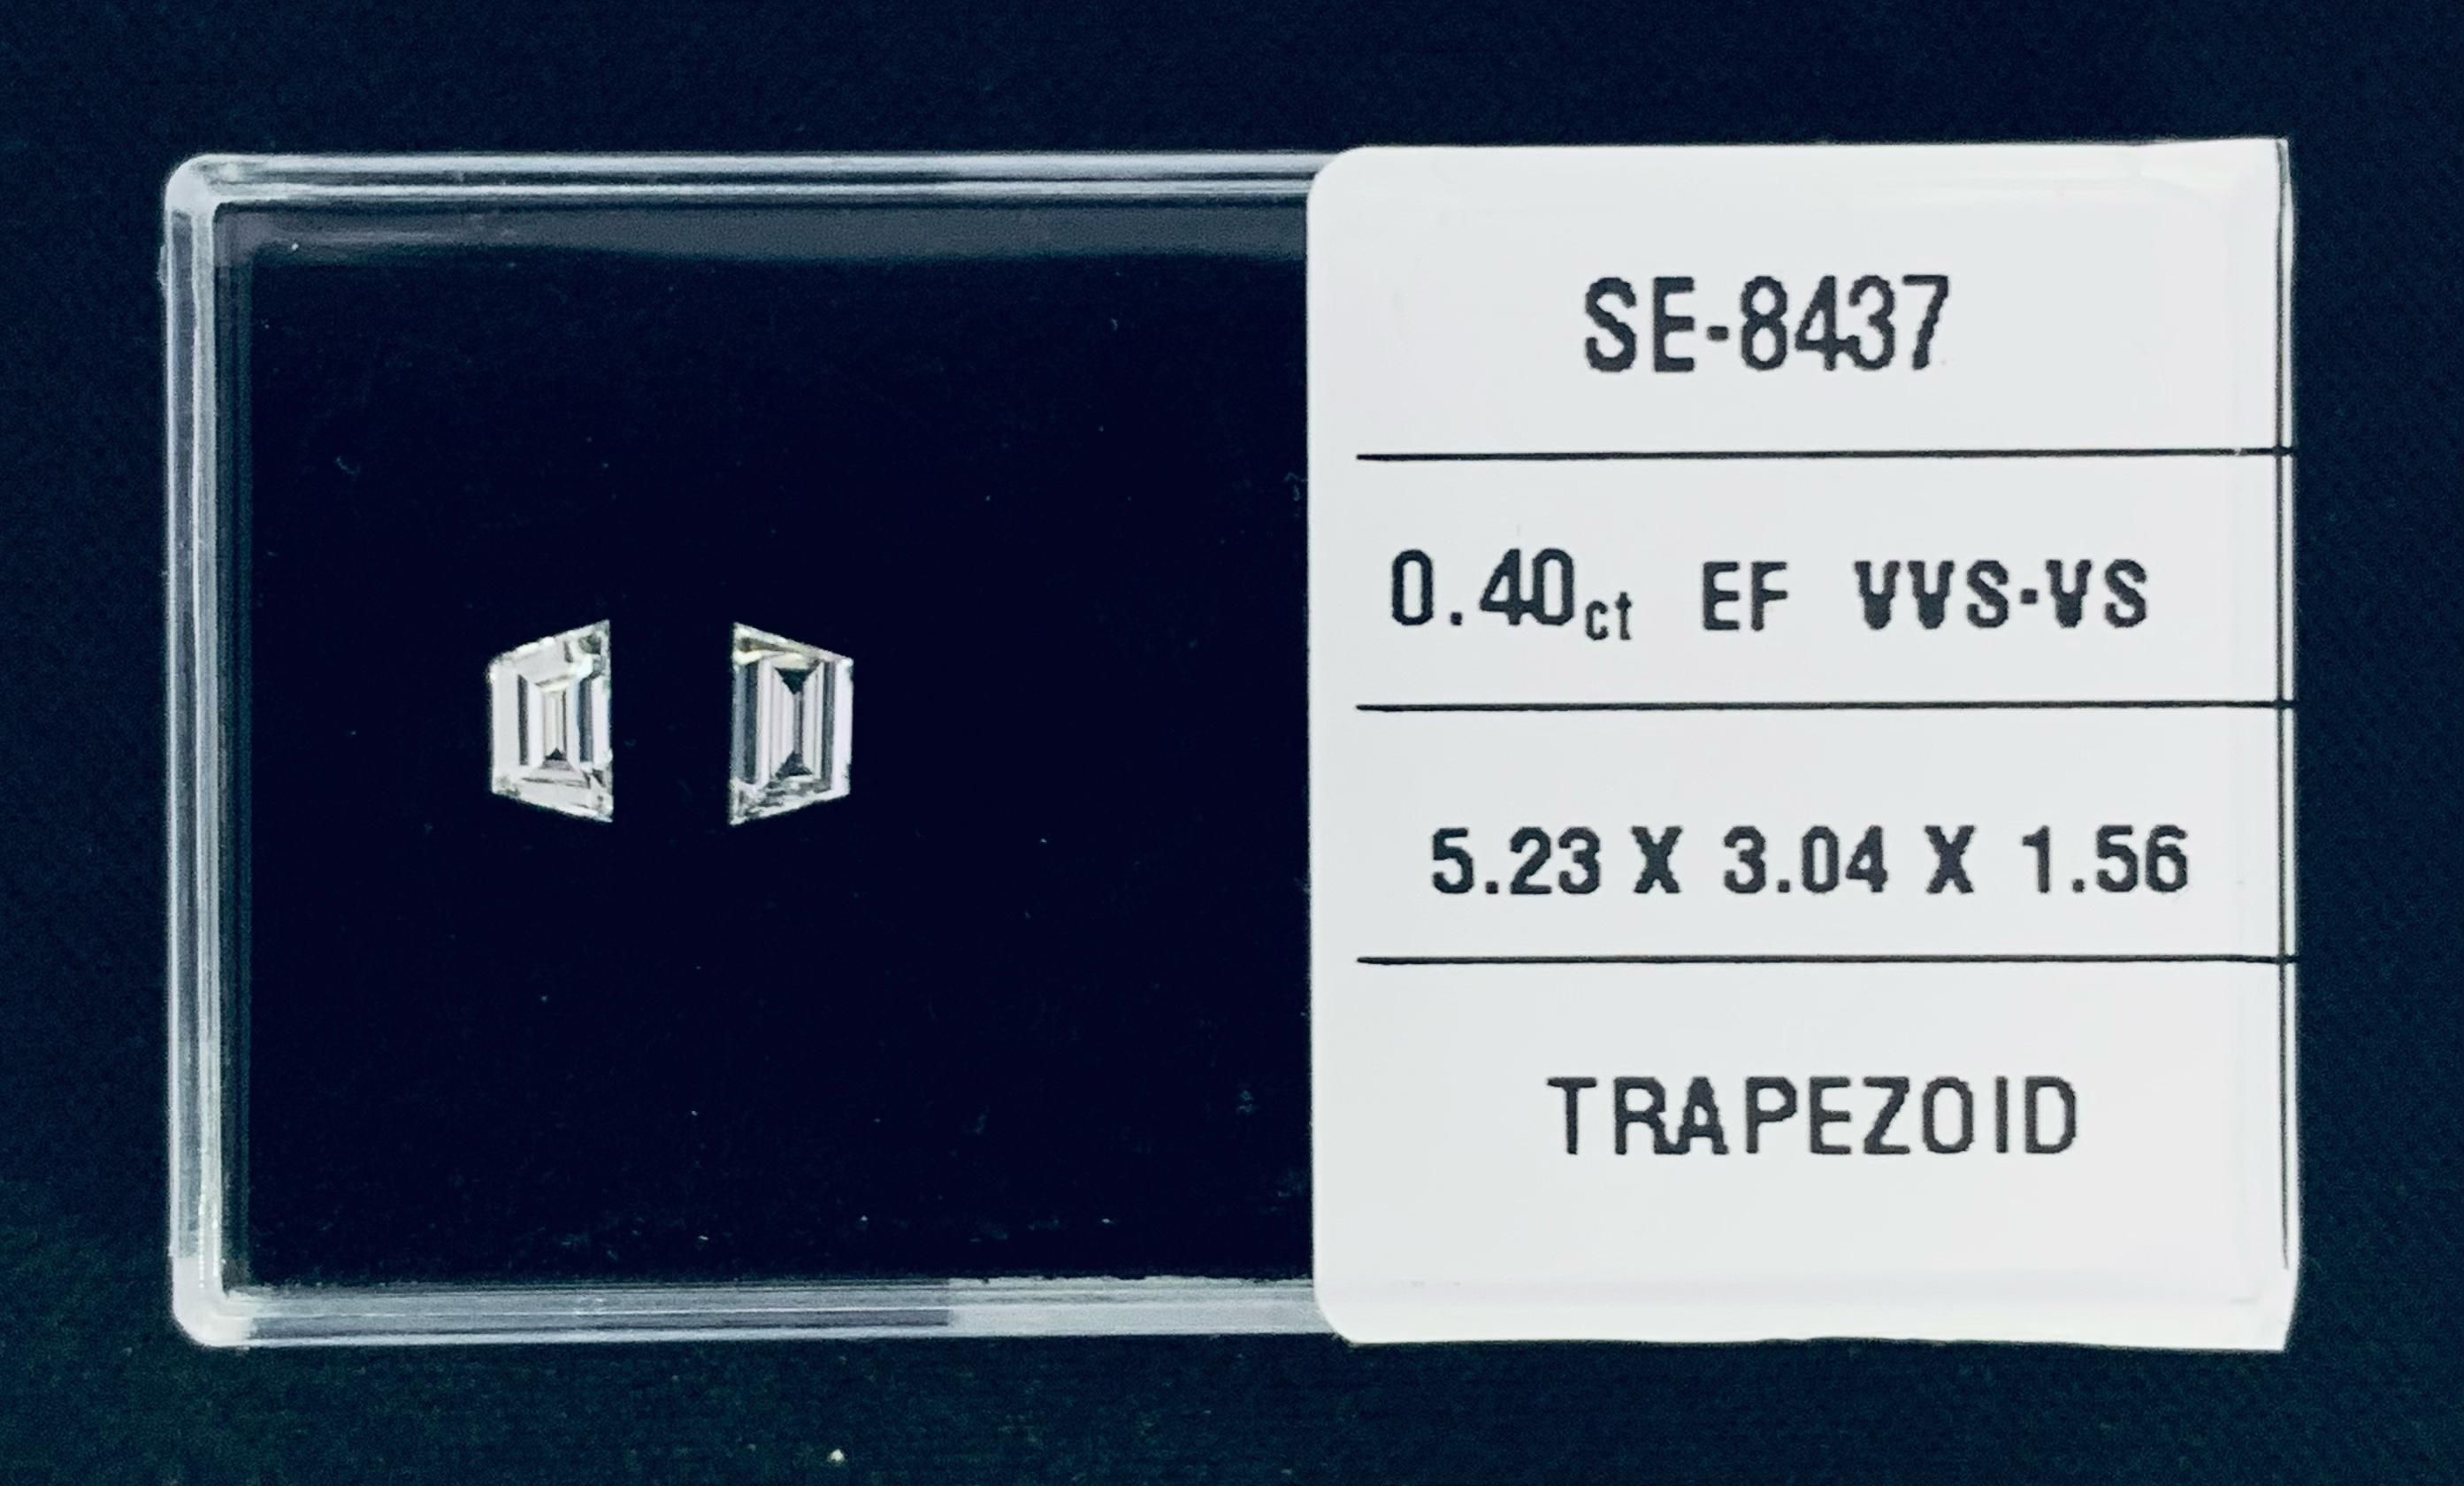 SE-8437
0.40ct EF VVS-VS
5.23 X 3.04 X 1.56
TRAPEZOID